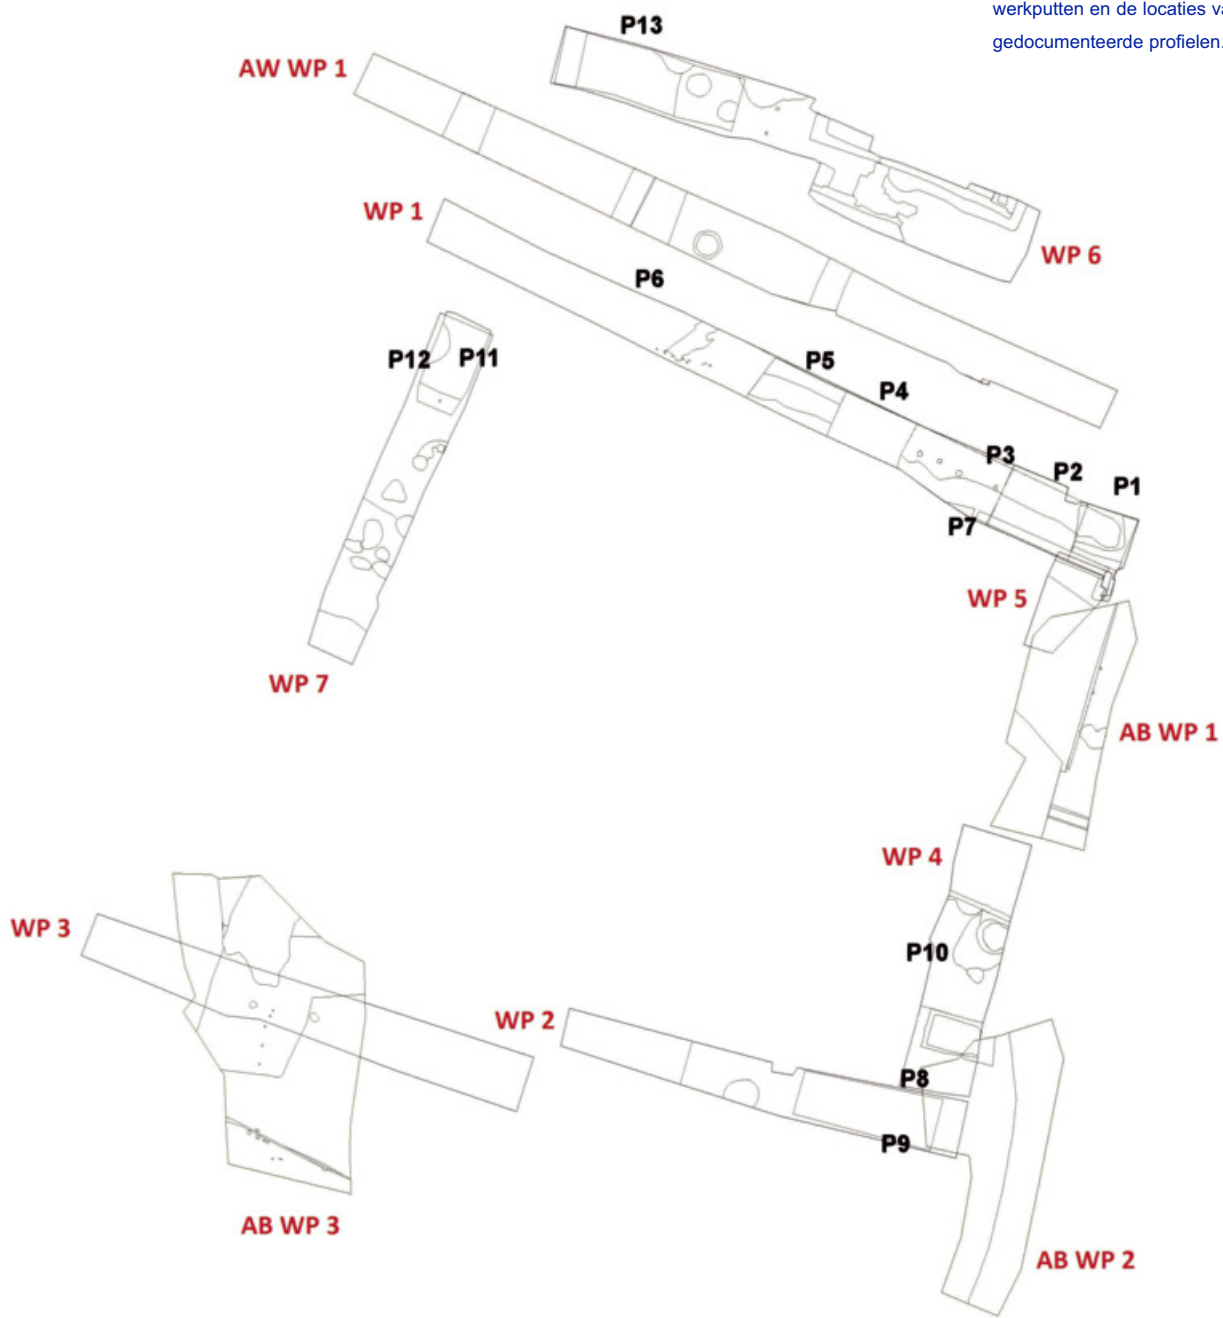 werkputten en de locaties
gedocumenteerde profielen.
P13
AW WP 1
WP 1
WP 6
P6
P12 P11
P5
P4
P3
P2
P1
P7
WP 5
WP 7
AB WP 1
WP 4
WP 3
P10
WP 2
P8
P9
AB WP 3
AB WP 2